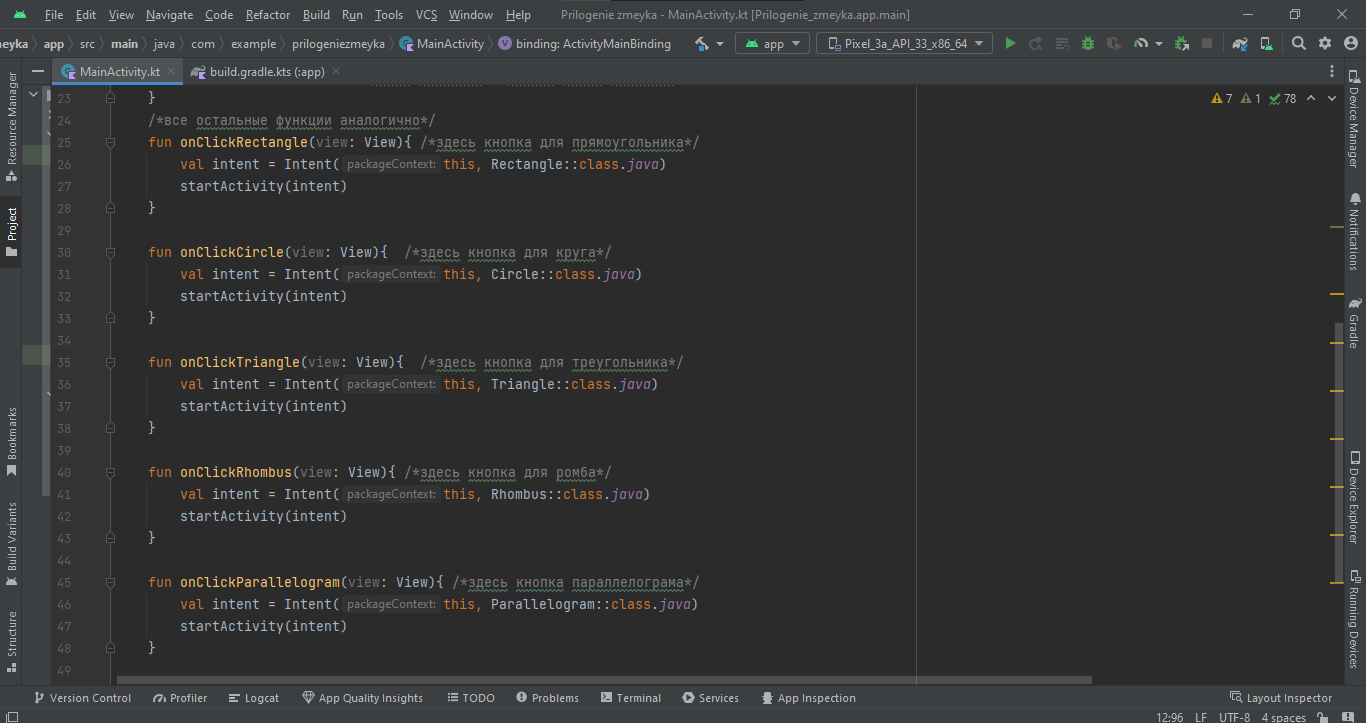 File Edit View Navigate Code Refactor Build Run Tools VCS Window Help Prilogenie zmeyka - MainActivity.kt [Prilogenie_zmeyka.app.main]
eyka app src main java com example prilogeniezmeyka MainActivity binding: ActivityMainBinding app Pixel_3a_API_33_x86_64
MainActivity.kt build.gradle.kts (:app)
7 1 78
23 }
24 /*все остальные функции аналогично*/
25 fun onClickRectangle(view: View){ /*здесь кнопка для прямоугольника*/
26 val intent = Intent( packageContext: this, Rectangle::class.java)
27 startActivity(intent)
28 }
29
30 fun onClickCircle(view: View){  /*здесь кнопка для круга*/
31 val intent = Intent( packageContext: this, Circle::class.java)
32 startActivity(intent)
33 }
34
35 fun onClickTriangle(view: View){  /*здесь кнопка для треугольника*/
36 val intent = Intent( packageContext: this, Triangle::class.java)
37 startActivity(intent)
38 }
39
40 fun onClickRhombus(view: View){ /*здесь кнопка для ромба*/
41 val intent = Intent( packageContext: this, Rhombus::class.java)
42 startActivity(intent)
43 }
44
45 fun onClickParallelogram(view: View){ /*здесь кнопка параллелограма*/
46 val intent = Intent( packageContext: this, Parallelogram::class.java)
47 startActivity(intent)
48 }
49
Resource Manager
Project
Bookmarks
Build Variants
Structure
Device Manager
Notifications
Gradle
Device Explorer
Running Devices
Version Control Profiler Logcat App Quality Insights TODO Problems Terminal Services App Inspection Layout Inspector
12:96 LF UTF-8 4 spaces